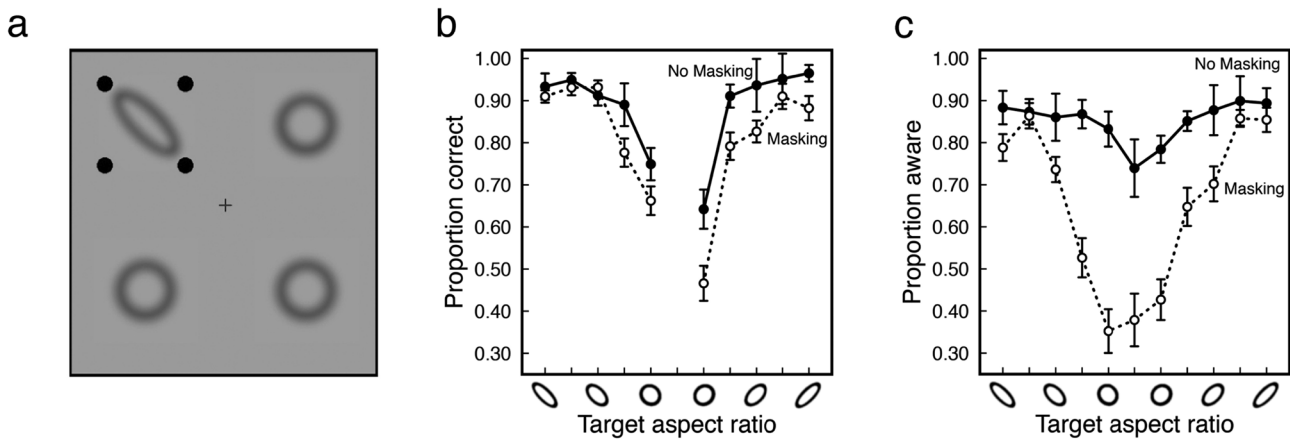 a
b
1.00
0.90
0.80
0.70
0.60
0.50
0.40
0.30
Proportion correct
No Masking
Masking
Target aspect ratio
c
1.00
0.90
0.80
0.70
0.60
0.50
0.40
0.30
Proportion aware
No Masking
Masking
Target aspect ratio